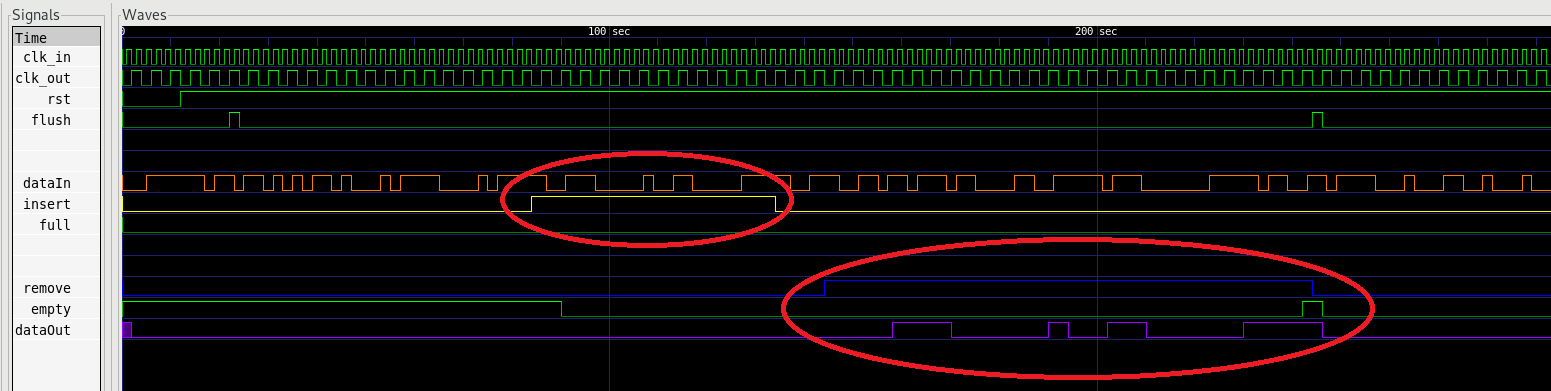 Signals
Waves
Time
0
100 sec
200 sec
clk_in
clk_out
rst
flush
dataIn
insert
full
remove
empty
dataOut